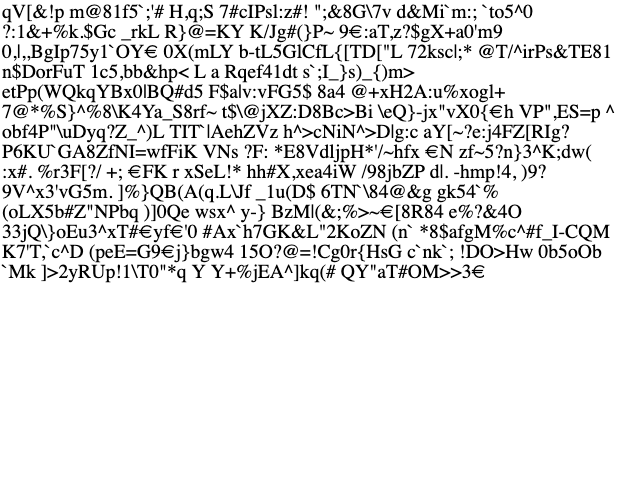 qV[&!p m@81f5`;'# H,q;S 7#cIPsl:z#! ";&8G\7v d&Mi`m:; `to5^0
?:1&+%k.$Gc _rkL R}@=KY K/Jg#(}P~ 9€:aT,z?$gX+a0'm9
0,|,,BgIp75y1`OY€ 0X(mLY b-tL5GlCfL{[TD["L 72ksc|;* @T/^irPs&TE81
n$DorFuT 1c5,bb&hp< L a Rqef41dt s`;I_}s)_{)m>
etPp(WQkqYBx0|BQ#d5 F$a|v:vFG5$ 8a4 @+xH2A:u%xogl+
7@*%S}^%8\K4Ya_S8rf~ t$\@jXZ:D8Bc>Bi \eQ}-jx"vX0{€h VP",ES=p ^
obf4P"\uDyq?Z_^)L TIT`|AehZVz h^>cNiN^>D|g:c aY[~?e:j4FZ[RIg?
P6KU`GA8ZfNI=wfFiK VNs ?F: *E8VdljpH*'/~hfx €N zf~5?n}3^K;dw(
:x#. %r3F[?/ +; €FK r xSeL!* hh#X,xea4iW /98jbZP d|. -hmp!4, )9?
9V^x3'vG5m. ]%}QB(A(q.L\Jf _1u(D$ 6TN`\84@&g gk54`%
(oLX5b#Z"NPbq )]0Qe wsx^ y-} BzM|(&;%>~€[8R84 e%?&4O
33jQ\}oEu3^xT#€yf€'0 #Ax`h7GK&L"2KoZN (n` *8$afgM%c^#f_I-CQM
K7'T,`c^D (peE=G9€j}bgw4 15O?@=!Cg0r{HsG c`nk`; !DO>Hw 0b5oOb
`Mk ]>2yRUp!1\T0"*q Y Y+%jEA^]kq(# QY"aT#OM>>3€